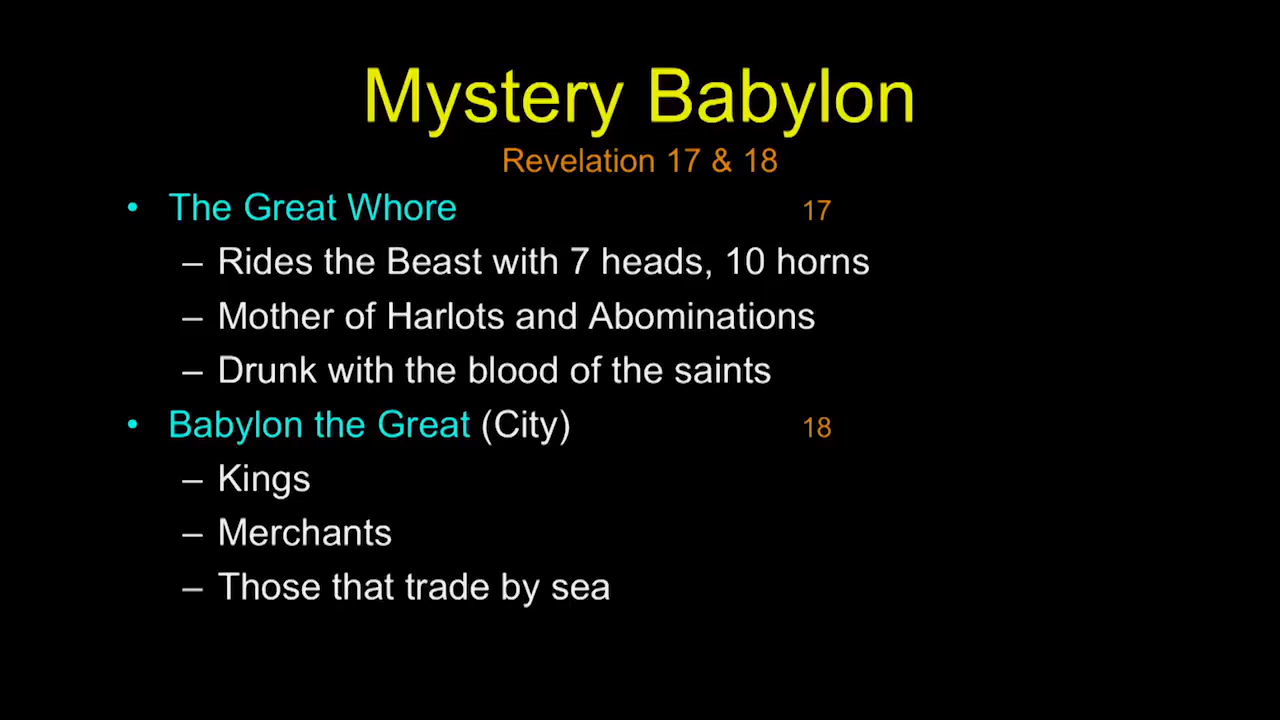 Mystery Babylon
Revelation 17 & 18
• The Great Whore 17
– Rides the Beast with 7 heads, 10 horns
– Mother of Harlots and Abominations
– Drunk with the blood of the saints
• Babylon the Great (City) 18
– Kings
– Merchants
– Those that trade by sea